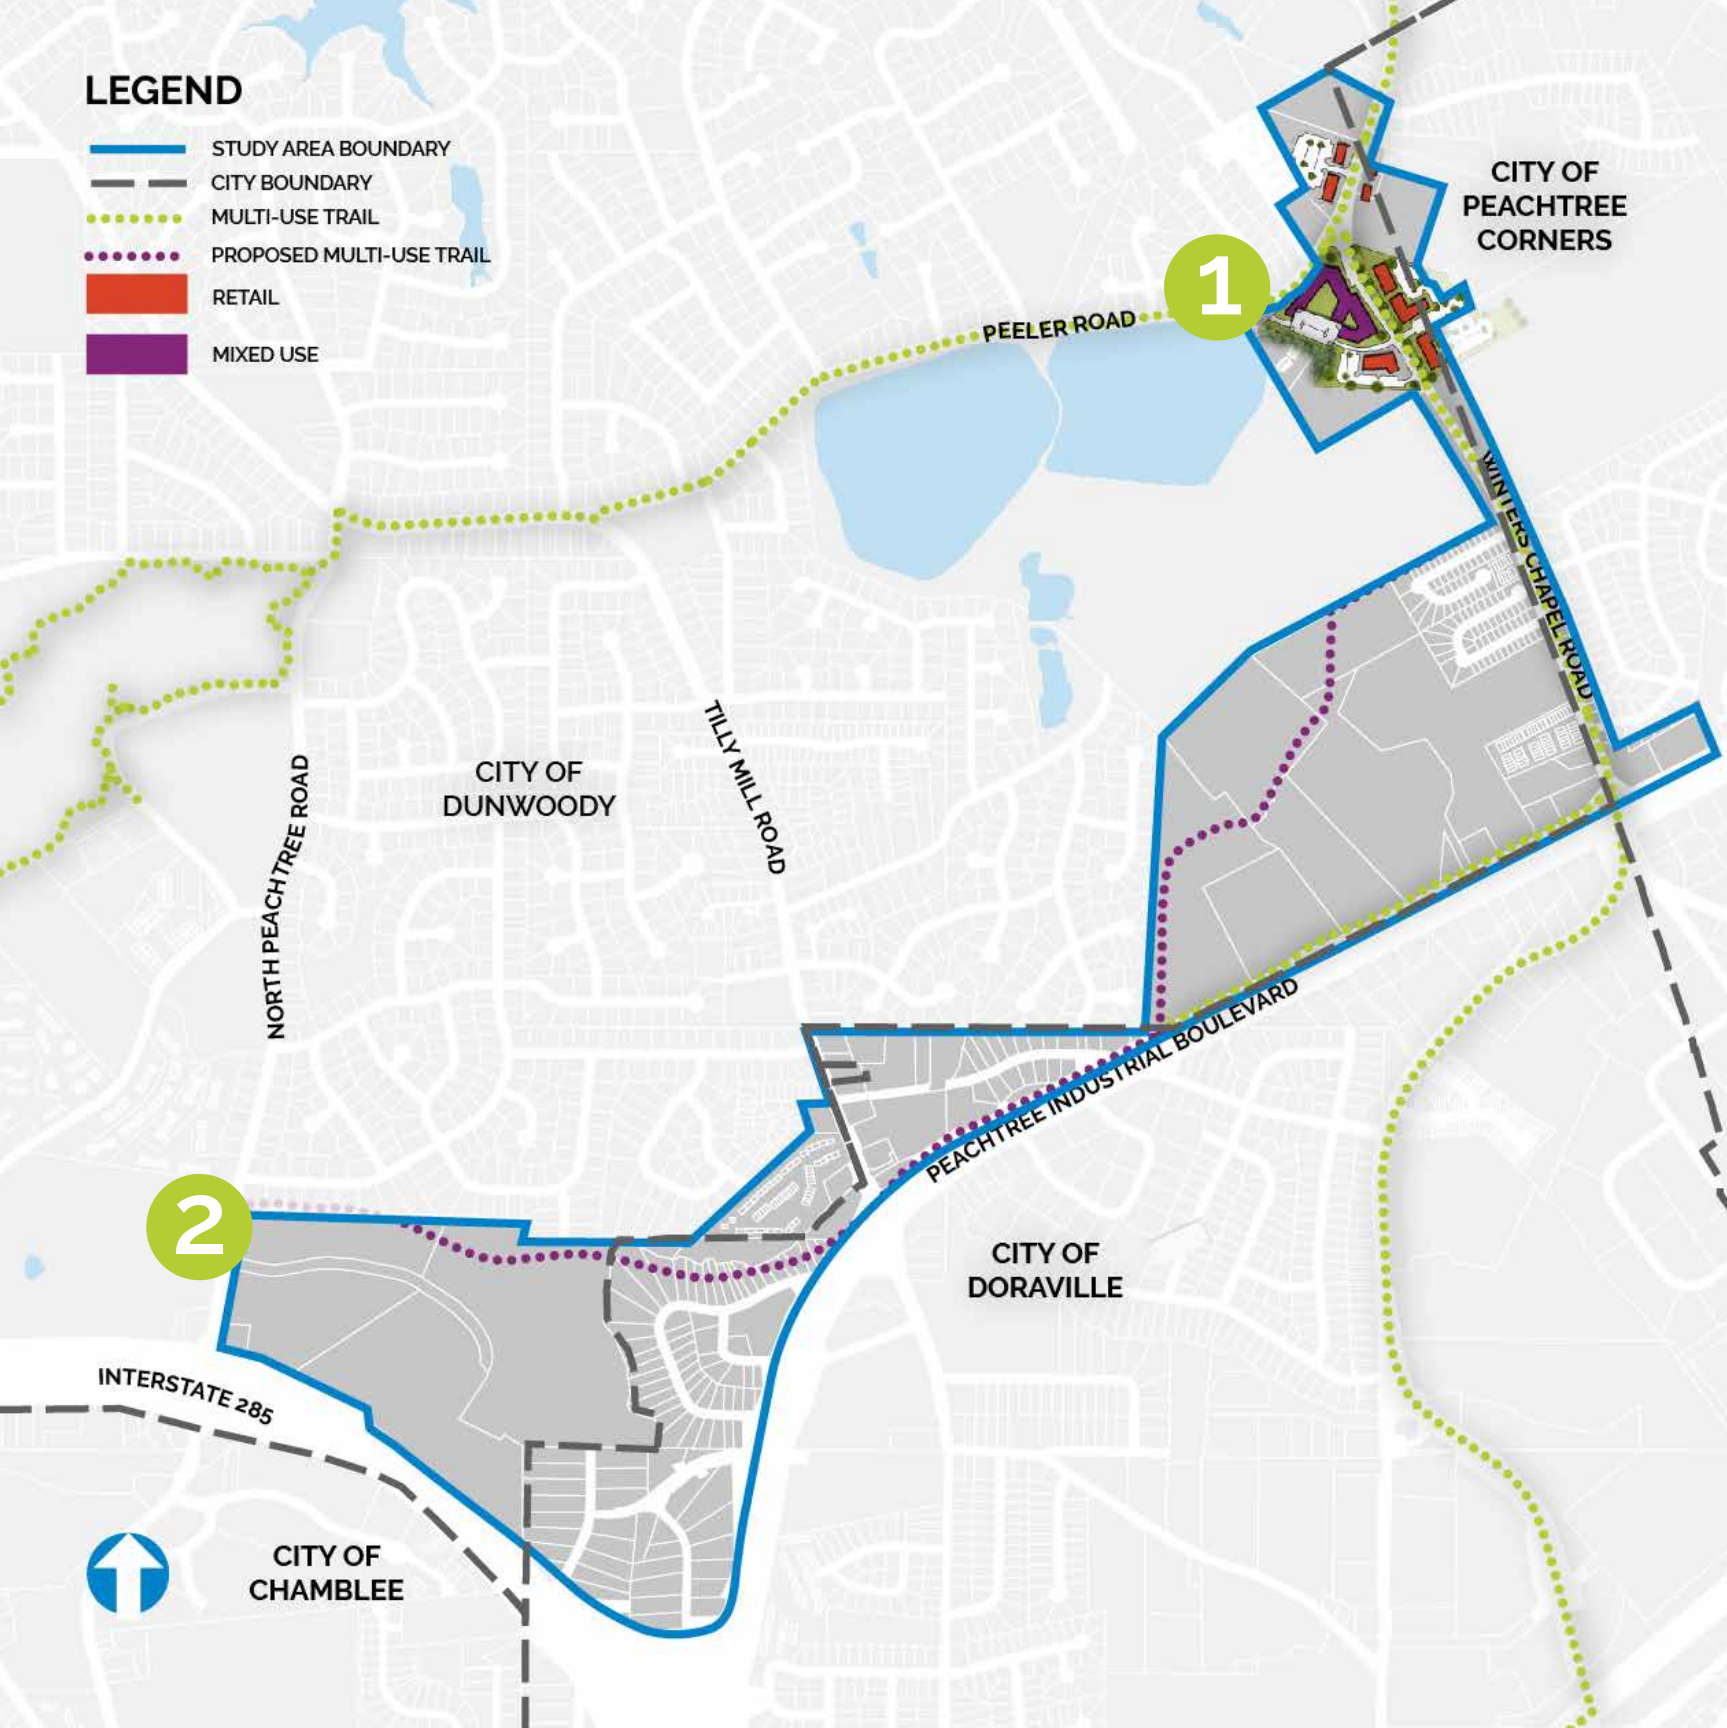 LEGEND
STUDY AREA BOUNDARY
CITY BOUNDARY
MULTI-USE TRAIL
PROPOSED MULTI-USE TRAIL
RETAIL
MIXED USE
CITY OF
PEACHTREE
CORNERS
1
PEELER ROAD
WINTERS CHAPEL ROAD
TILLY MILL ROAD
NORTH PEACHTREE ROAD
CITY OF
DUNWOODY
PEACHTREE INDUSTRIAL BOULEVARD
2
CITY OF
DORAVILLE
INTERSTATE 285
CITY OF
CHAMBLEE